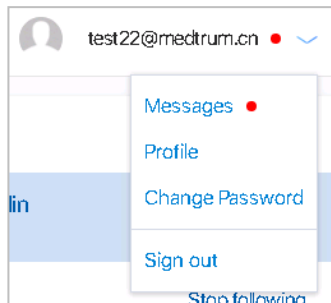 test22@medtrum.cn
Messages
Profile
lin
Change Password
Sign out
Stop following